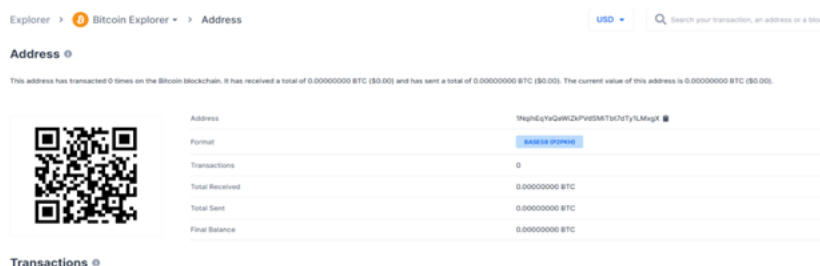 Explorer > Bitcoin Explorer > Address
USD
Search your transaction, an address or a
Address
This address has transacted 0 times on the Bitcoin blockchain. It has received a total of 0.00000000 BTC ($0.00) and has sent a total of 0.00000000 BTC ($0.00). The current value of this address is 0.00000000 BTC ($0.00).
Address
Format
BASE58 (P2PKH)
Transactions
0
Total Received
0.00000000 BTC
Total Sent
0.00000000 BTC
Final Balance
0.00000000 BTC
Transactions